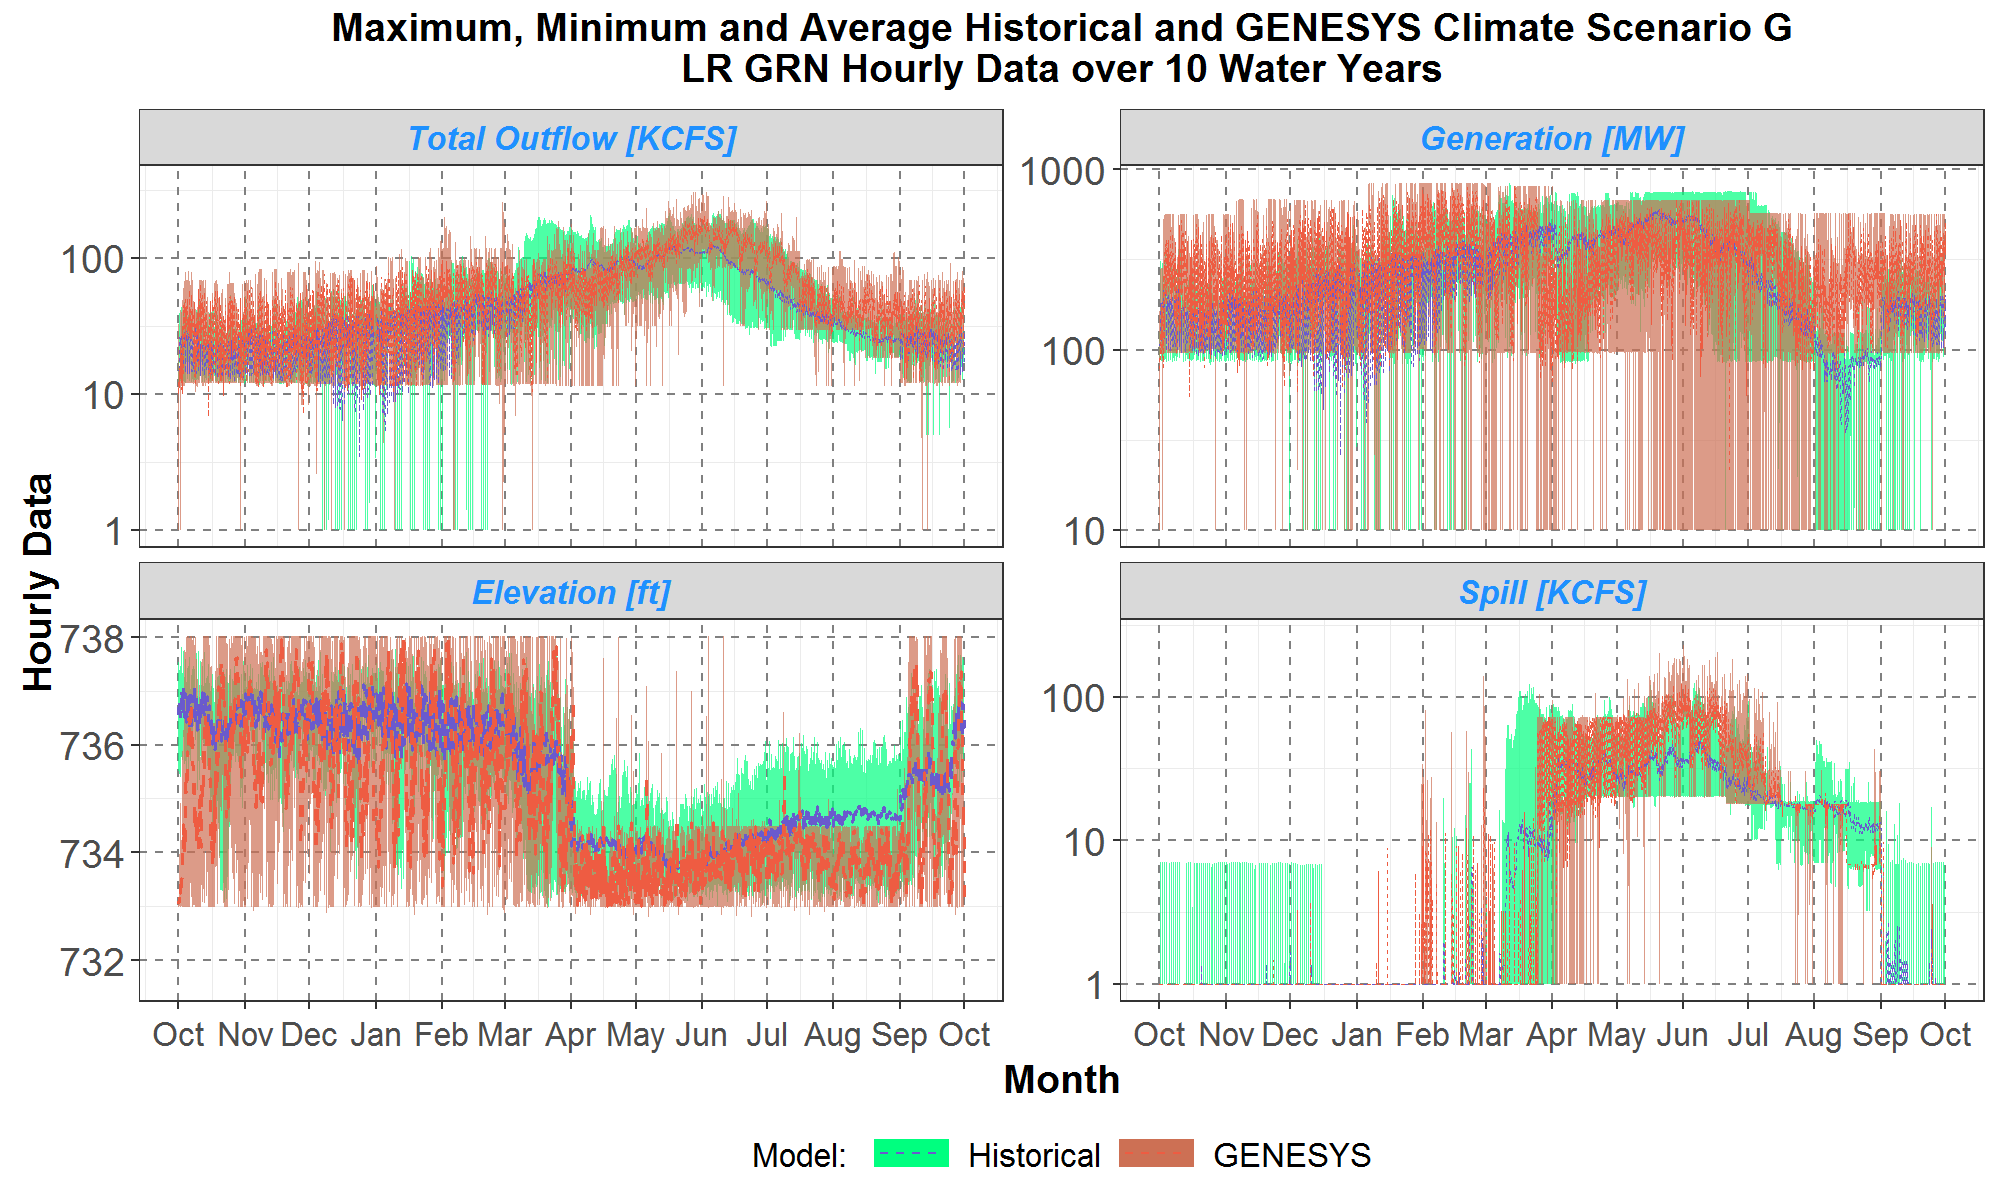 Maximum, Minimum and Average Historical and GENESYS Climate Scenario G
LR GRN Hourly Data over 10 Water Years
Total Outflow [KCFS]
Generation [MW]
100
10
1
1000
100
10
Elevation [ft]
Spill [KCFS]
738
736
734
732
100
10
1
Hourly Data
Oct Nov Dec Jan Feb Mar Apr May Jun Jul Aug Sep Oct
Oct Nov Dec Jan Feb Mar Apr May Jun Jul Aug Sep Oct
Month
Model: Historical GENESYS